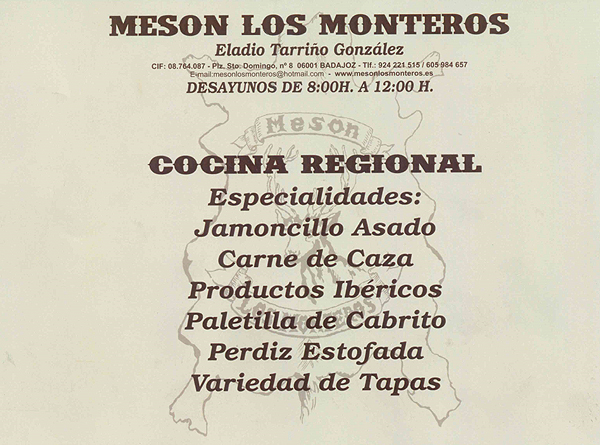 MESON LOS MONTEROS
Eladio Tarriño González
CIF: 08.764.087 - Plz. Sto. Domingo, nº 8 06001 BADAJOZ - Tlf.: 924 221 515 / 605 984 657
E-mail:mesonlosmonteros@hotmail.com - www.mesonlosmonteros.es
DESAYUNOS DE 8:00H. A 12:00 H.
Meson
COCINA REGIONAL
Especialidades:
Jamoncillo Asado
Carne de Caza
Productos Ibéricos
Los Monteros
Paletilla de Cabrito
Perdiz Estofada
Variedad de Tapas